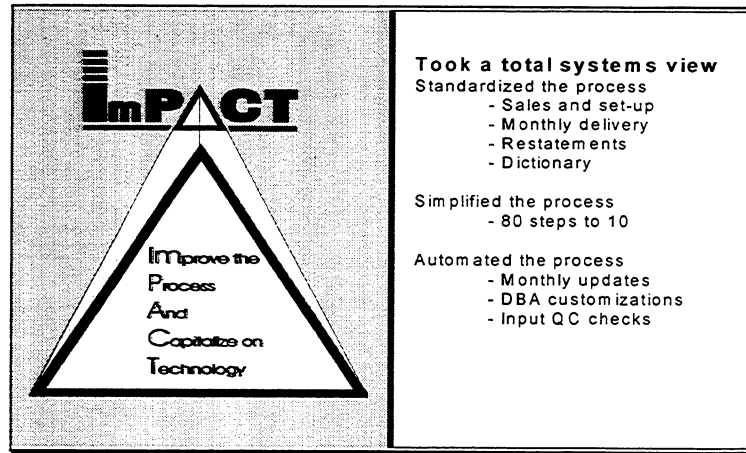 ImPACT
IMprove the
Process
And
Capitalize on
Technology
Took a total systems view
Standardized the process
- Sales and set-up
- Monthly delivery
- Restatements
- Dictionary
Simplified the process
- 80 steps to 10
Automated the process
- Monthly updates
- DBA customizations
- Input QC checks